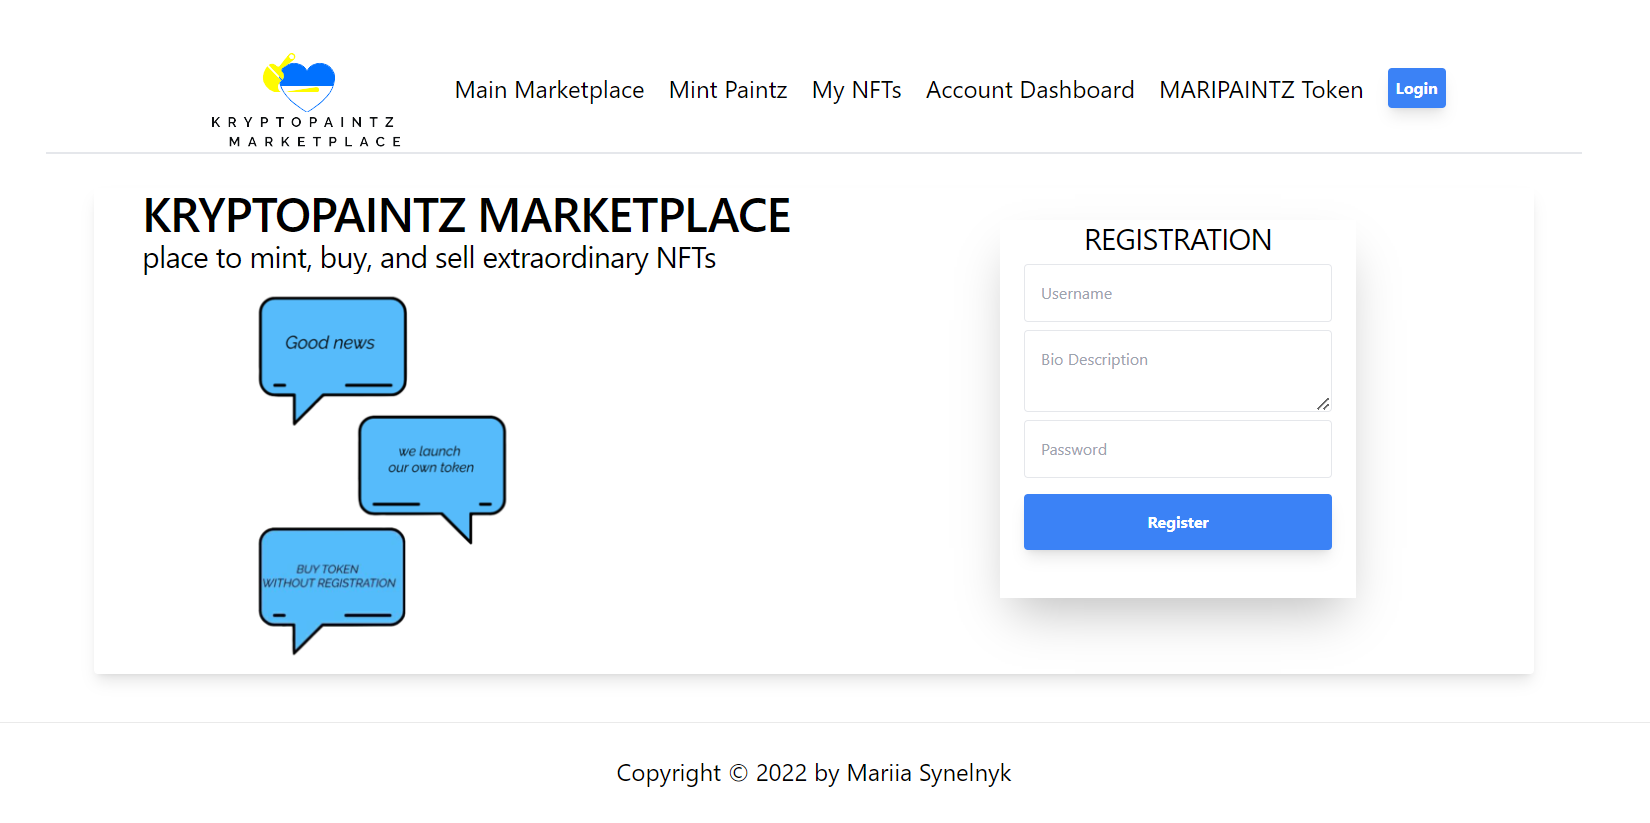 KRYPTOPAINTZ
MARKETPLACE
Main Marketplace
Mint Paintz
My NFTs
Account Dashboard
MARIPAINTZ Token
Login
KRYPTOPAINTZ MARKETPLACE
place to mint, buy, and sell extraordinary NFTs
Good news
we launch
our own token
BUY TOKEN
WITHOUT REGISTRATION
REGISTRATION
Username
Bio Description
Password
Register
Copyright © 2022 by Mariia Synelnyk